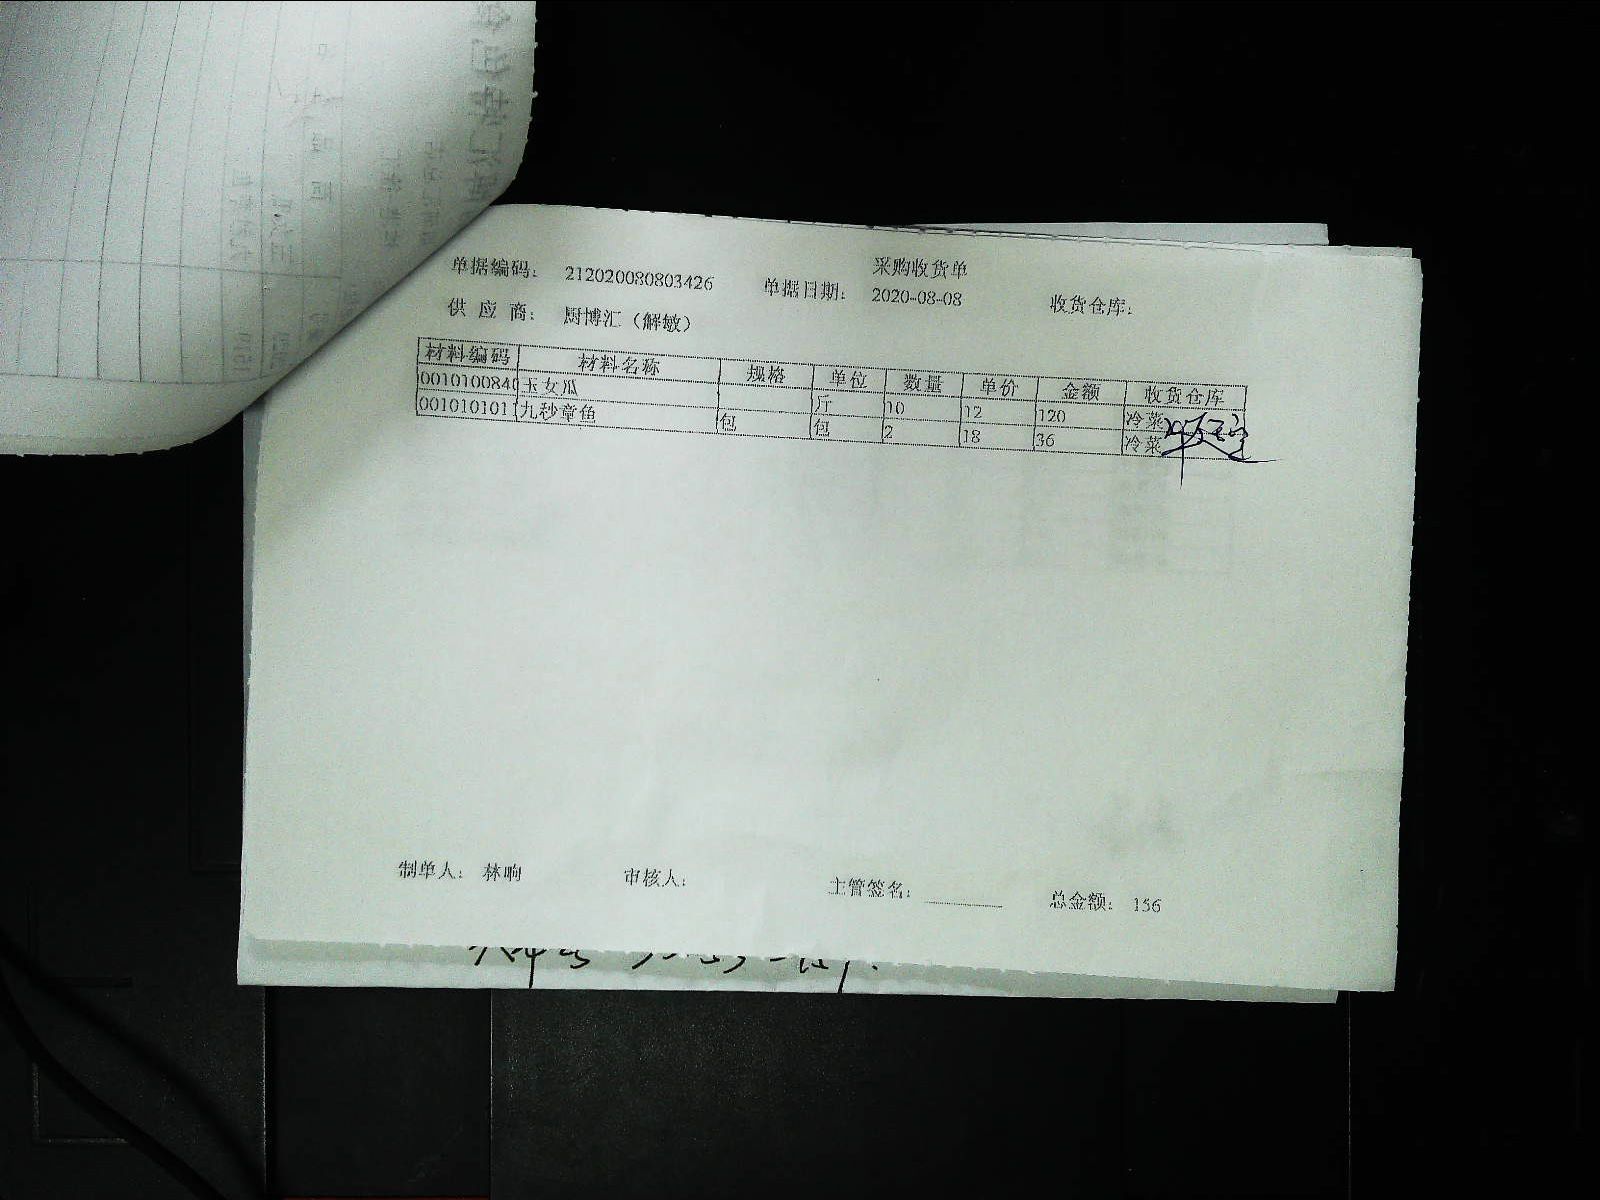 采购收货单
单据编码： 212020080803426 单据日期： 2020-08-08 收货仓库：
供 应 商： 厨博汇（解敏）
材料编码 材料名称 规格 单位 数量 单价 金额 收货仓库
0010100840 玉女瓜 斤 10 12 120 冷菜
001010101 九秒章鱼 包 包 2 18 36 冷菜
制单人： 林晌 审核人： 主管签名： 总金额： 156